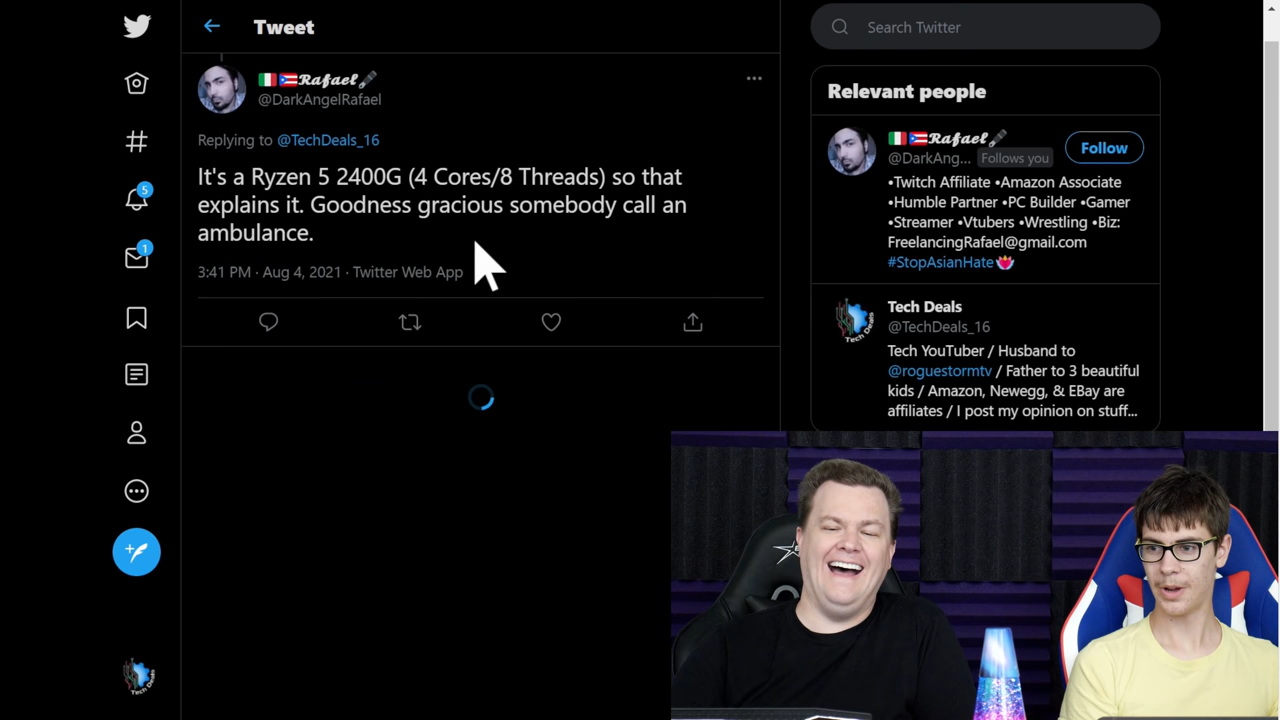 Tweet
Search Twitter
Rafael
@DarkAngelRafael
Replying to @TechDeals_16
It's a Ryzen 5 2400G (4 Cores/8 Threads) so that
explains it. Goodness gracious somebody call an
ambulance.
3:41 PM · Aug 4, 2021 · Twitter Web App
5
1
Relevant people
Rafael
@DarkAng... Follows you
Follow
•Twitch Affiliate •Amazon Associate
•Humble Partner •PC Builder •Gamer
•Streamer •Vtubers •Wrestling •Biz:
FreelancingRafael@gmail.com
#StopAsianHate
Tech Deals
Tech Deals
@TechDeals_16
Tech YouTuber / Husband to
@roguestormtv / Father to 3 beautiful
kids / Amazon, Newegg, & EBay are
affiliates / I post my opinion on stuff...
Tech Deals